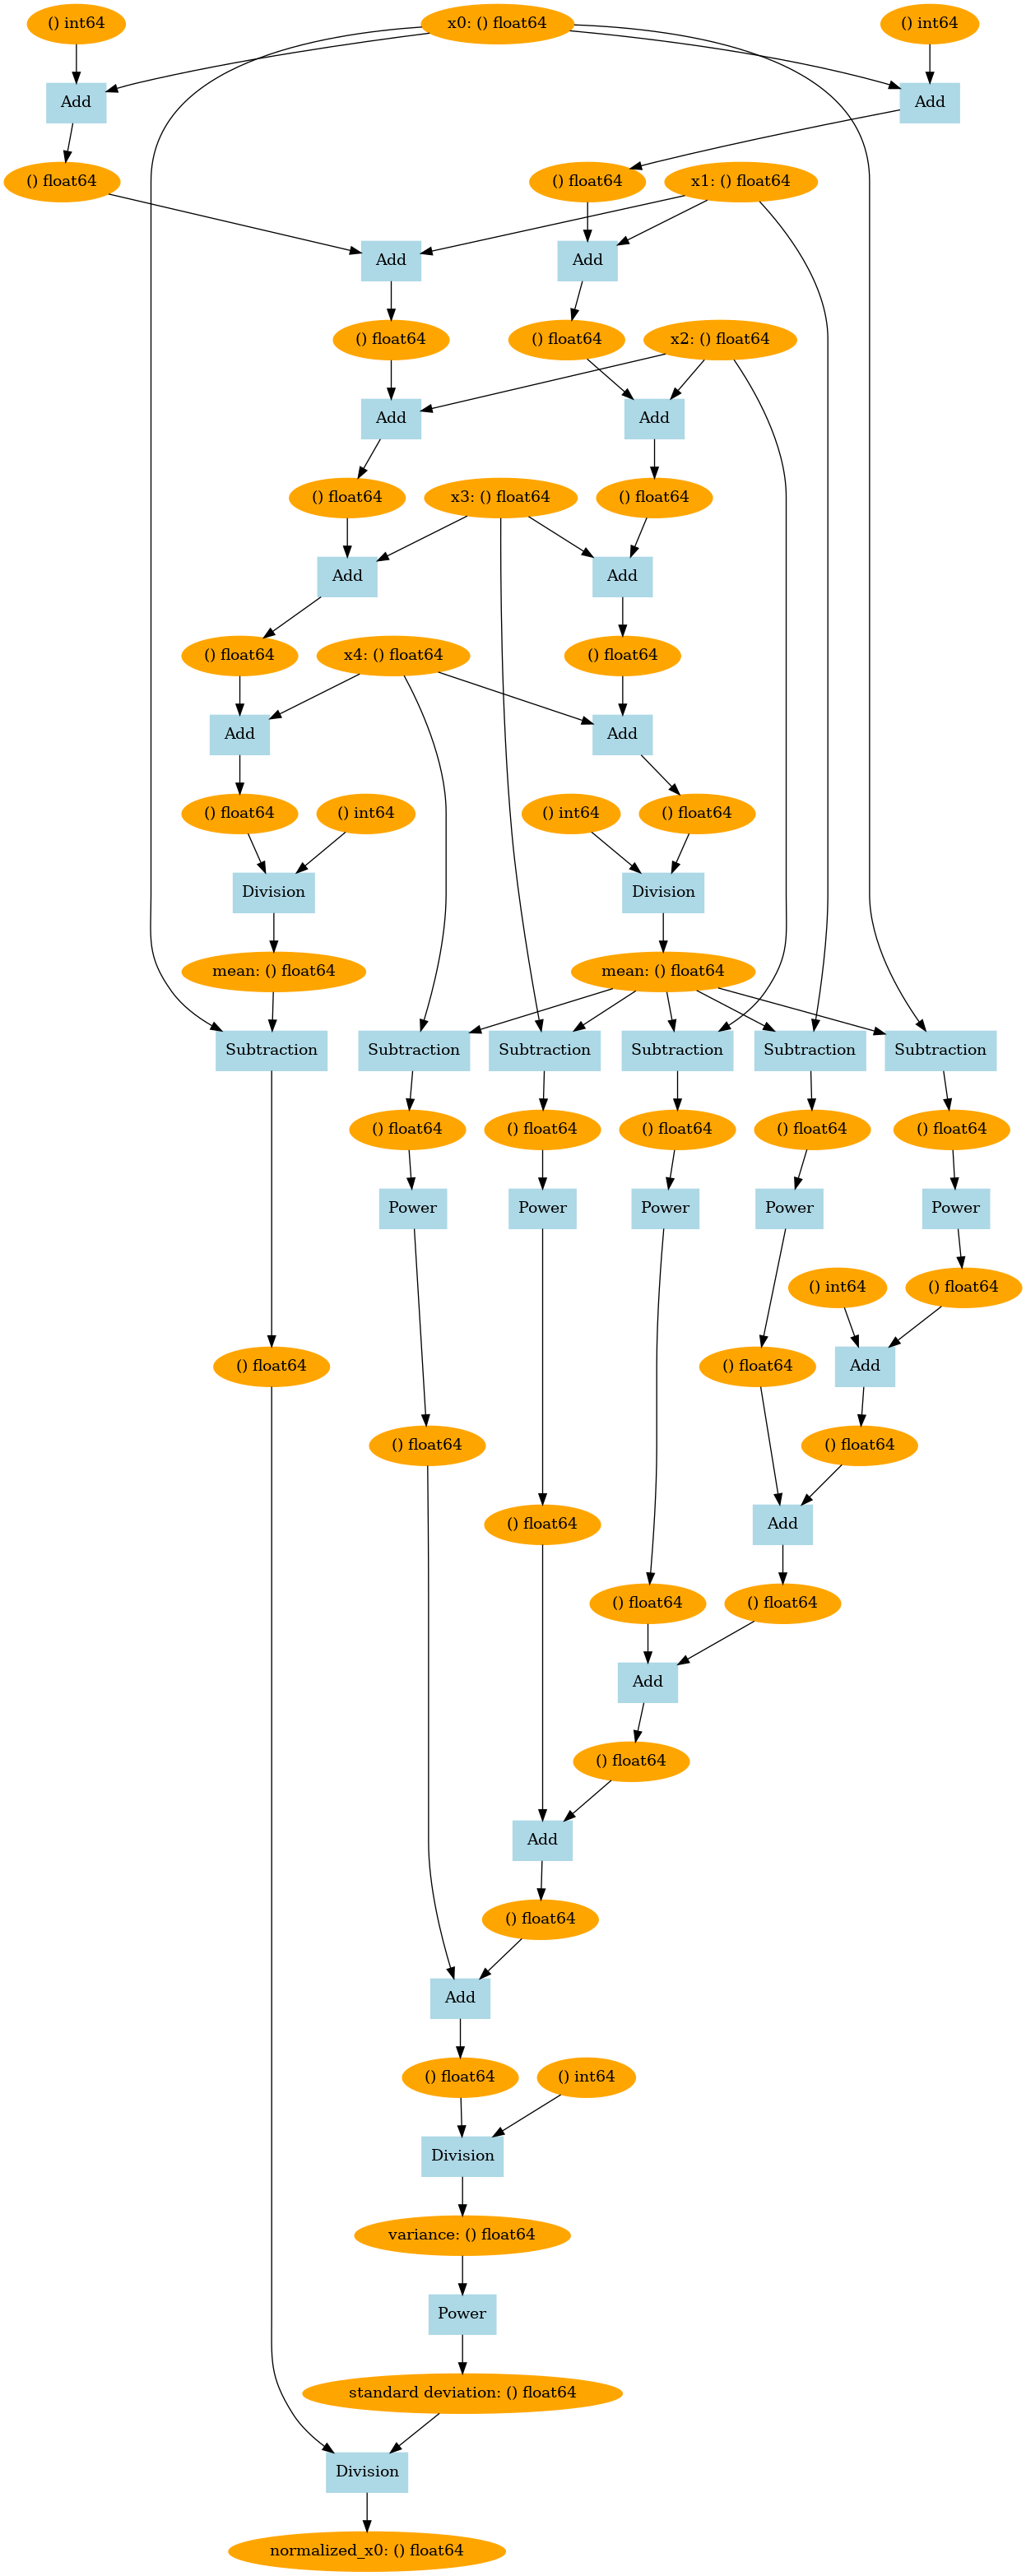 () int64
x0: () float64
() int64
Add
Add
() float64
() float64
x1: () float64
Add
Add
() float64
() float64
x2: () float64
Add
Add
() float64
x3: () float64
() float64
Add
Add
() float64
x4: () float64
() float64
Add
Add
() float64
() int64
() int64
() float64
Division
Division
mean: () float64
mean: () float64
Subtraction
Subtraction
Subtraction
Subtraction
Subtraction
Subtraction
() float64
() float64
() float64
() float64
() float64
Power
Power
Power
Power
Power
() int64
() float64
() float64
() float64
Add
() float64
() float64
() float64
Add
() float64
() float64
Add
() float64
Add
() float64
Add
() float64
() int64
Division
variance: () float64
Power
standard deviation: () float64
Division
normalized_x0: () float64